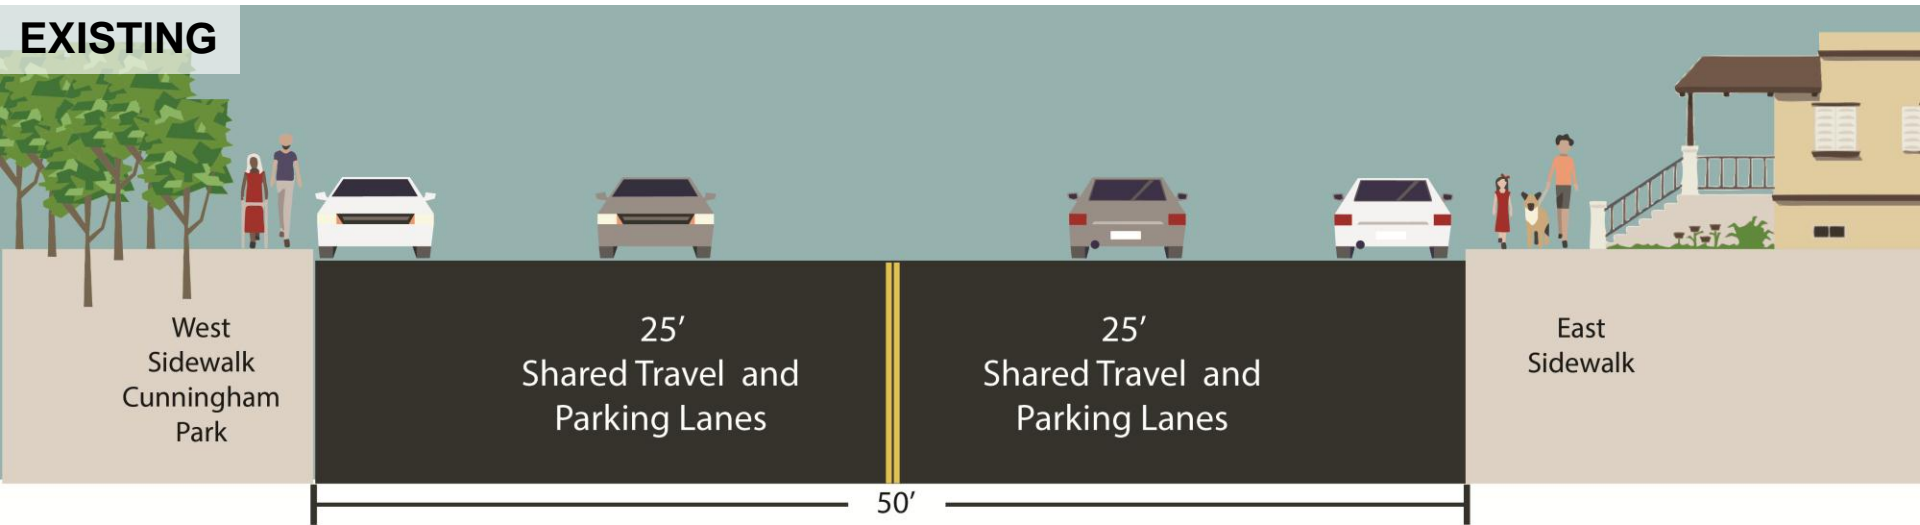 EXISTING
West
Sidewalk
Cunningham
Park
25’
Shared Travel and
Parking Lanes
25’
Shared Travel and
Parking Lanes
East
Sidewalk
50’